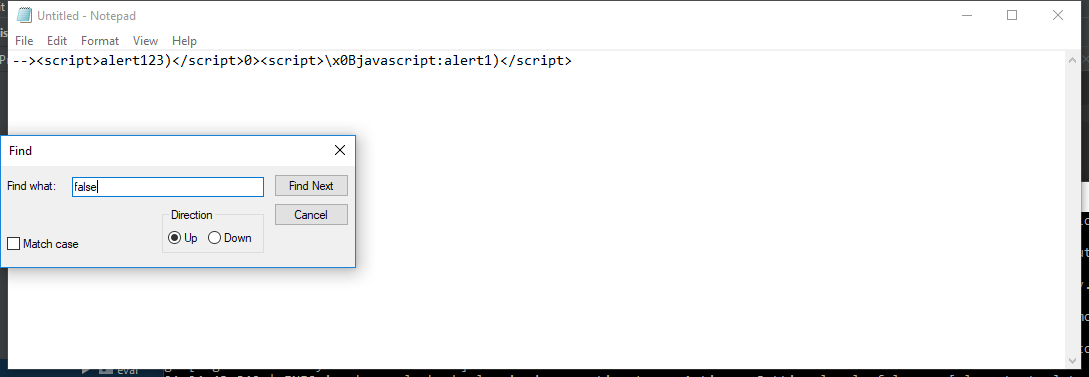 Untitled - Notepad
File Edit Format View Help
--><script>alert123)</script>0><script>\x0Bjavascript:alert1)</script>
Find
Find what: false Find Next
Direction Cancel
Match case Up Down
eval